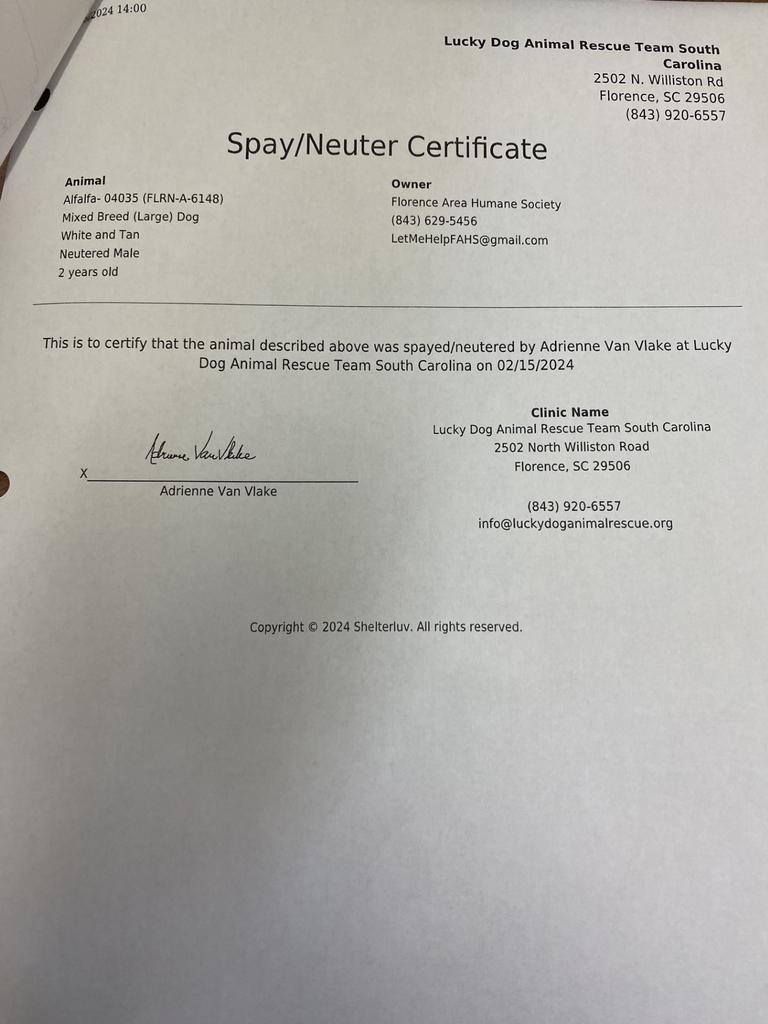 2024 14:00
Lucky Dog Animal Rescue Team South
Carolina
2502 N. Williston Rd
Florence, SC 29506
(843) 920-6557
Spay/Neuter Certificate
Animal
Alfalfa- 04035 (FLRN-A-6148)
Mixed Breed (Large) Dog
White and Tan
Neutered Male
2 years old
Owner
Florence Area Humane Society
(843) 629-5456
LetMeHelpFAHS@gmail.com
This is to certify that the animal described above was spayed/neutered by Adrienne Van Vlake at Lucky
Dog Animal Rescue Team South Carolina on 02/15/2024
Adrienne Van Vlake
X
Adrienne Van Vlake
Clinic Name
Lucky Dog Animal Rescue Team South Carolina
2502 North Williston Road
Florence, SC 29506
(843) 920-6557
info@luckydoganimalrescue.org
Copyright © 2024 Shelterluv. All rights reserved.